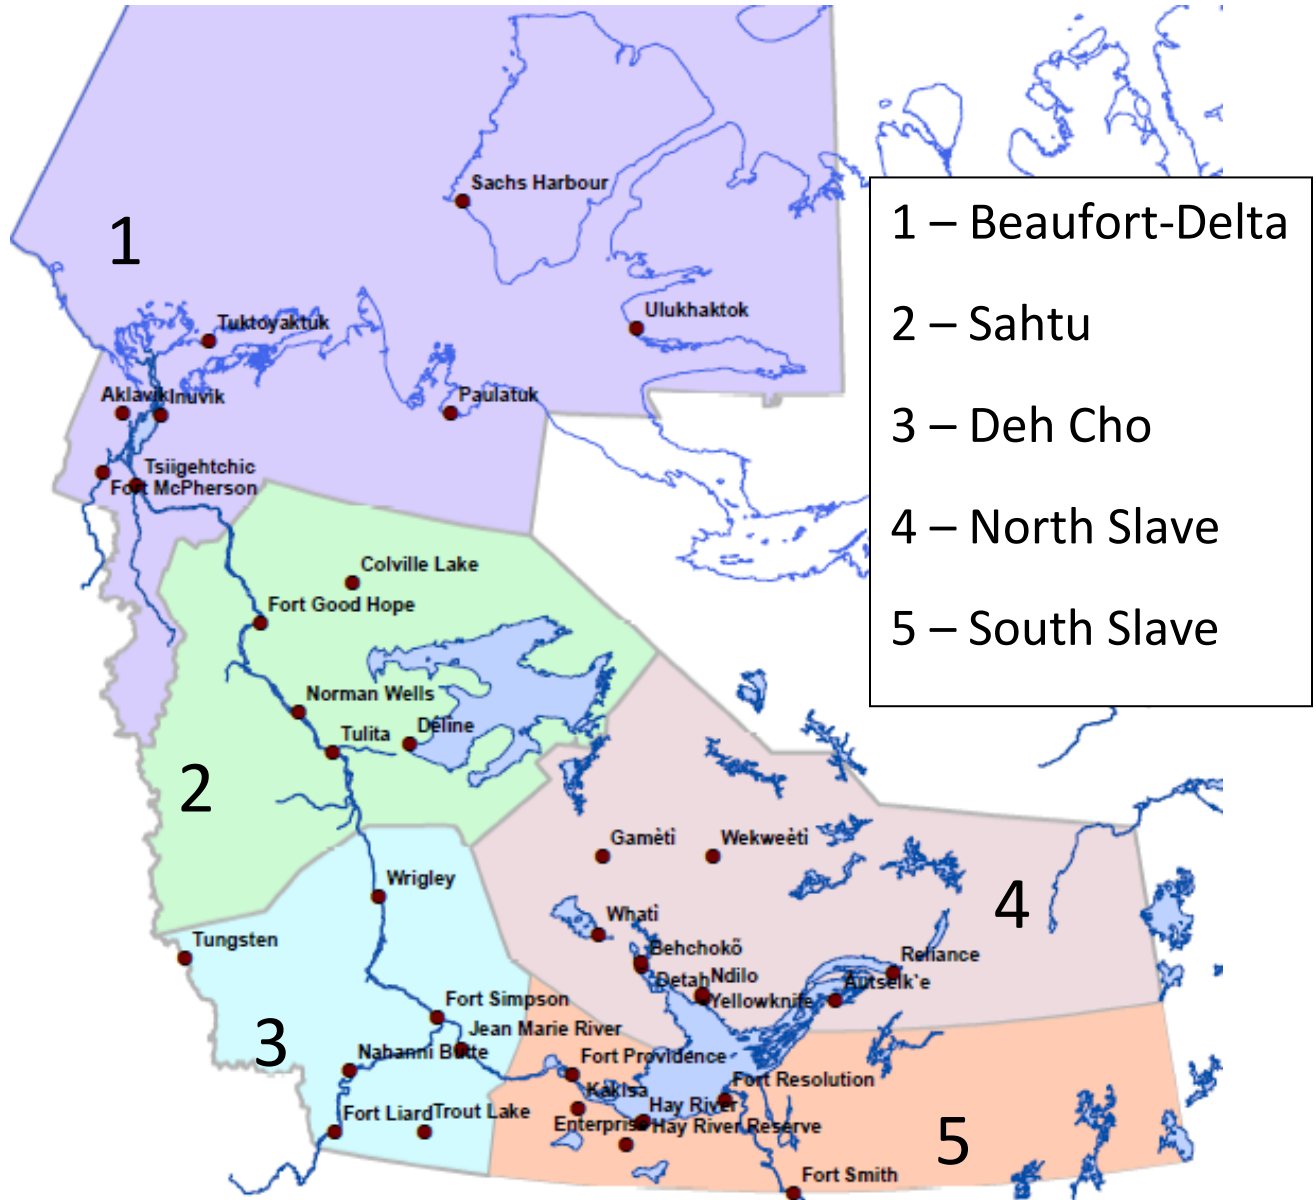 Sachs Harbour
1
Ulukhaktok
Tuktoyaktuk
Aklavik
Inuvik
Paulatuk
Tsiigehtchic
Fort McPherson
Colville Lake
Fort Good Hope
Norman Wells
Déline
Tulita
2
Gamètì
Wekweètì
Wrigley
4
Whatì
Tungsten
Behchokõ
Reliance
Detah
Ndilo
Łutselk'e
Yellowknife
Fort Simpson
Jean Marie River
3
Nahanni Butte
Fort Providence
Fort Resolution
Kakisa
Hay River
Fort Liard
Trout Lake
Enterprise
Hay River Reserve
5
Fort Smith
1 – Beaufort-Delta
2 – Sahtu
3 – Deh Cho
4 – North Slave
5 – South Slave